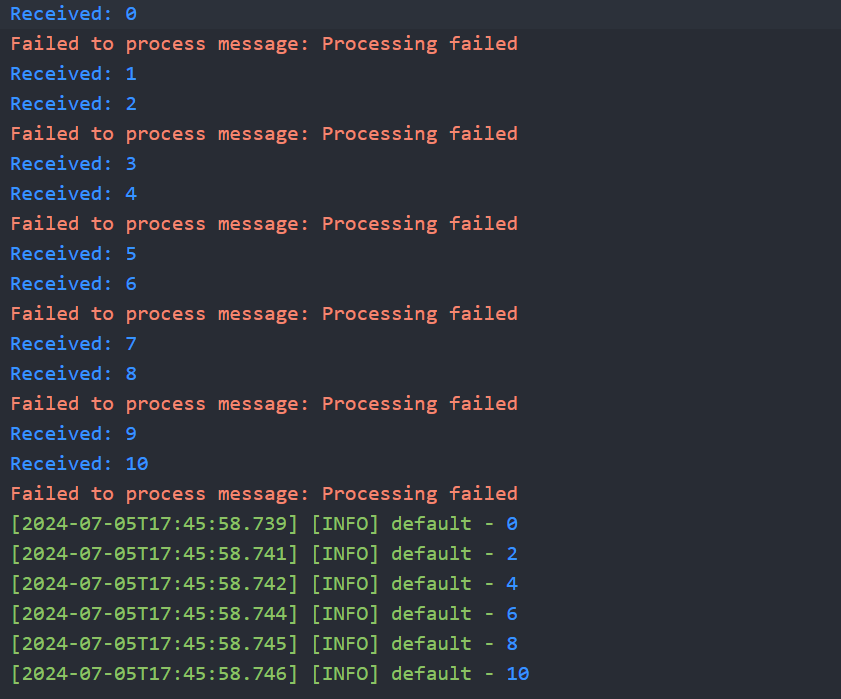 Received: 0
Failed to process message: Processing failed
Received: 1
Received: 2
Failed to process message: Processing failed
Received: 3
Received: 4
Failed to process message: Processing failed
Received: 5
Received: 6
Failed to process message: Processing failed
Received: 7
Received: 8
Failed to process message: Processing failed
Received: 9
Received: 10
Failed to process message: Processing failed
[2024-07-05T17:45:58.739] [INFO] default - 0
[2024-07-05T17:45:58.741] [INFO] default - 2
[2024-07-05T17:45:58.742] [INFO] default - 4
[2024-07-05T17:45:58.744] [INFO] default - 6
[2024-07-05T17:45:58.745] [INFO] default - 8
[2024-07-05T17:45:58.746] [INFO] default - 10